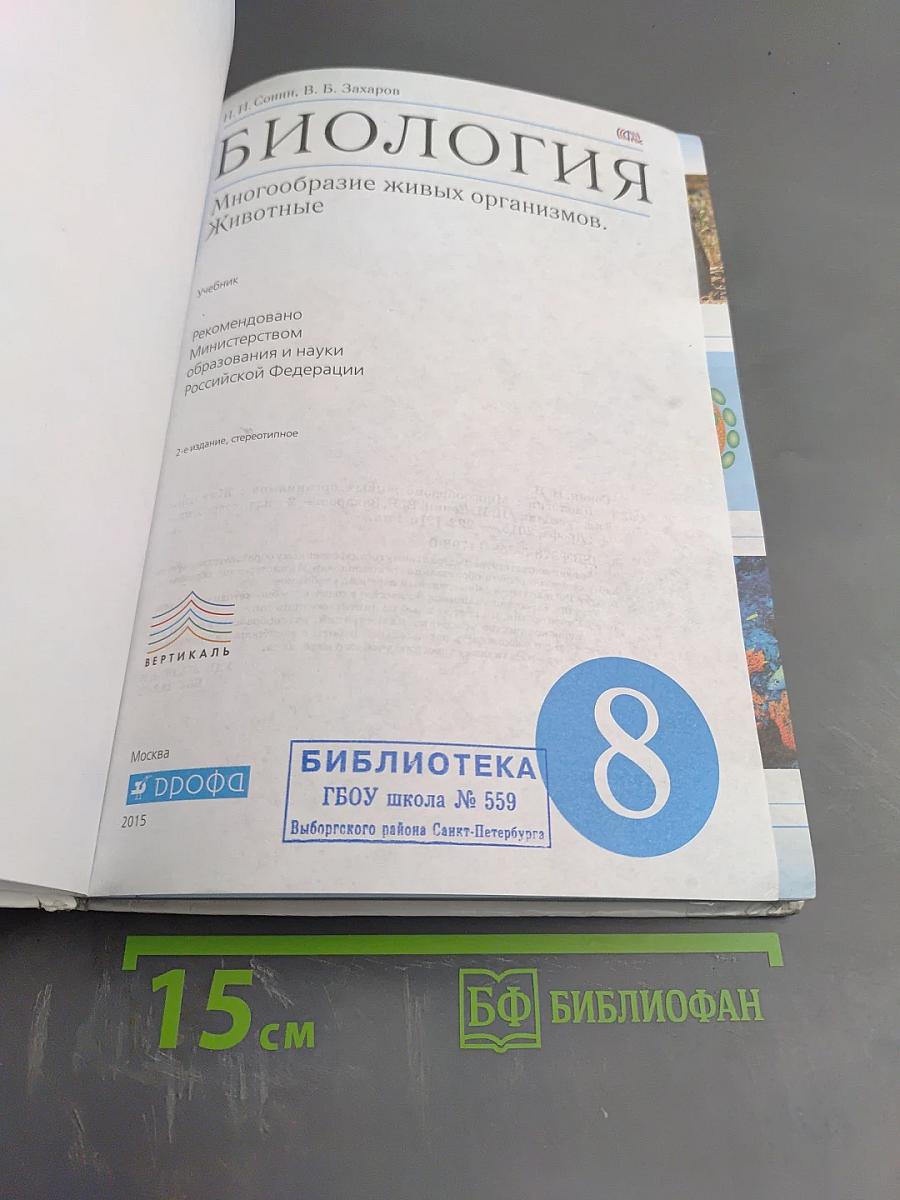 Н. И. Сонин, В. Б. Захаров
БИОЛОГИЯ
Многообразие живых организмов.
Животные
учебник
Рекомендовано
Министерством
образования и науки
Российской Федерации
2-е издание, стереотипное
ВЕРТИКАЛЬ
Москва
дрофа
2015
БИБЛИОТЕКА
ГБОУ школа № 559
Выборгского района Санкт-Петербурга
8
15 см
БФ БИБЛИОФАН